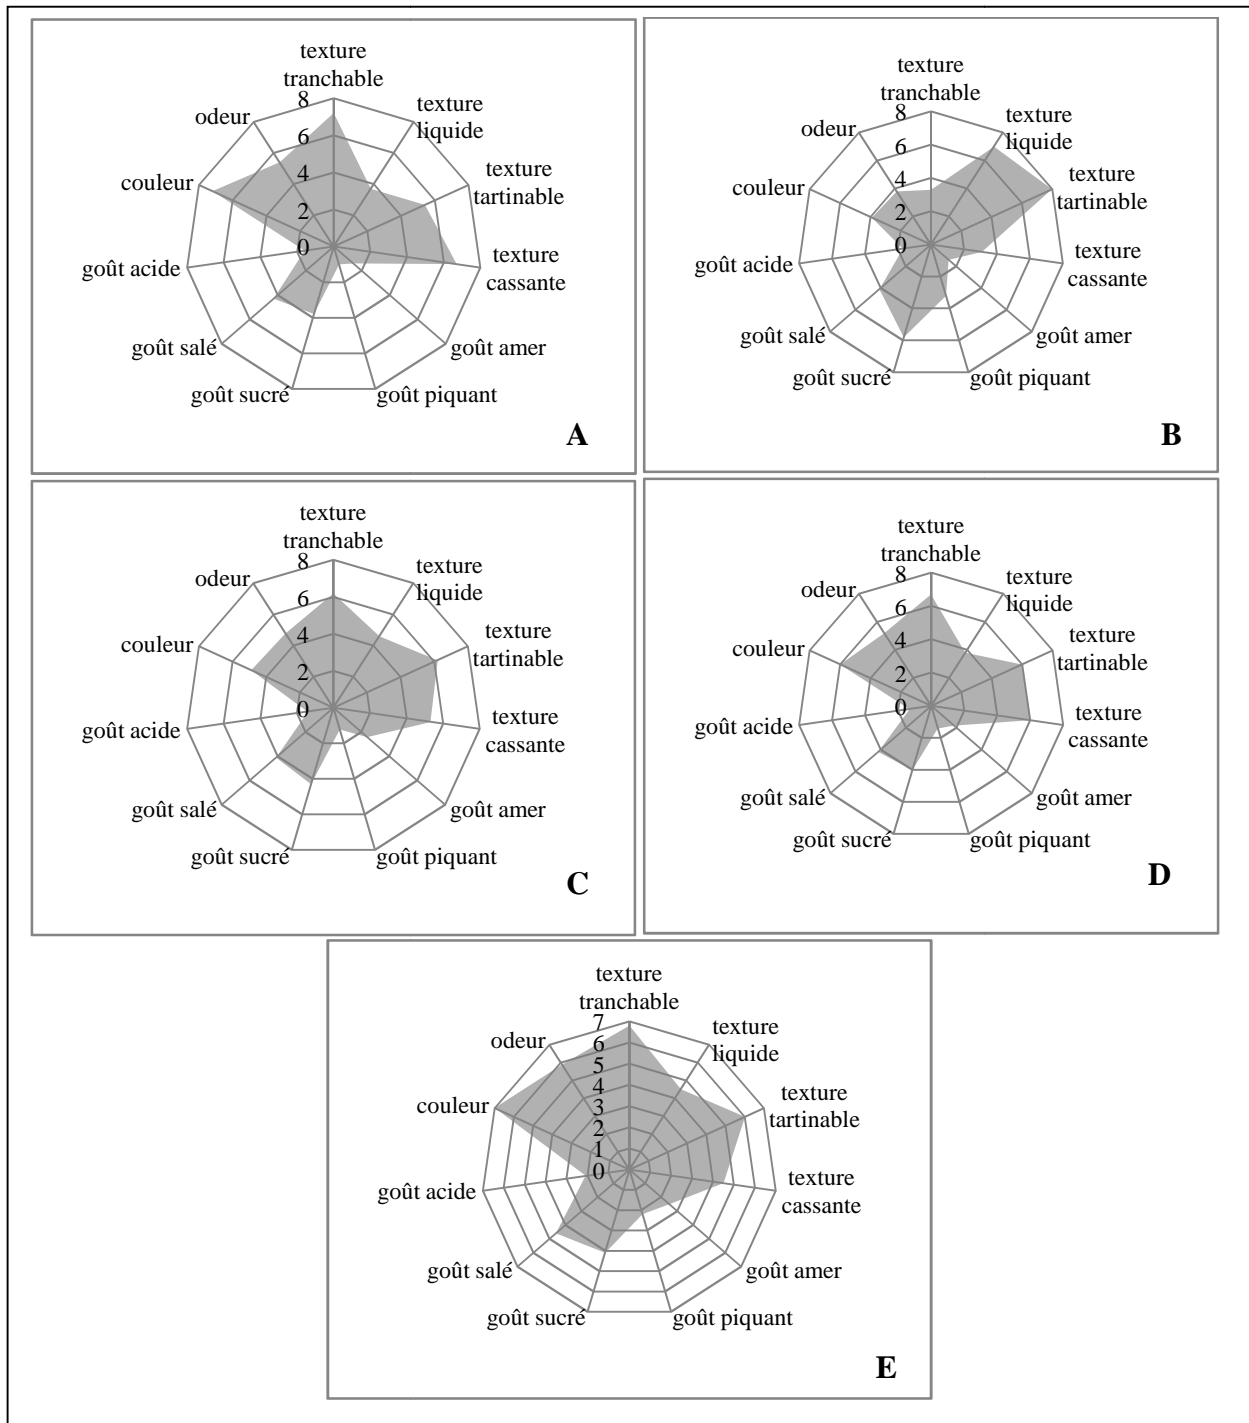 texture
tranchable
8
texture
liquide
odeur
6
texture
tartinable
couleur
4
2
0
texture
cassante
goût acide
goût salé
goût amer
goût sucré
goût piquant
A
texture
tranchable
8
texture
liquide
odeur
6
texture
tartinable
couleur
4
2
0
texture
cassante
goût acide
goût salé
goût amer
goût sucré
goût piquant
B
texture
tranchable
8
texture
liquide
odeur
6
texture
tartinable
couleur
4
2
0
texture
cassante
goût acide
goût salé
goût amer
goût sucré
goût piquant
C
texture
tranchable
8
texture
liquide
odeur
6
texture
tartinable
couleur
4
2
0
texture
cassante
goût acide
goût salé
goût amer
goût sucré
goût piquant
D
texture
tranchable
7
texture
liquide
odeur
6
5
texture
tartinable
couleur
4
3
2
1
0
texture
cassante
goût acide
goût salé
goût amer
goût sucré
goût piquant
E